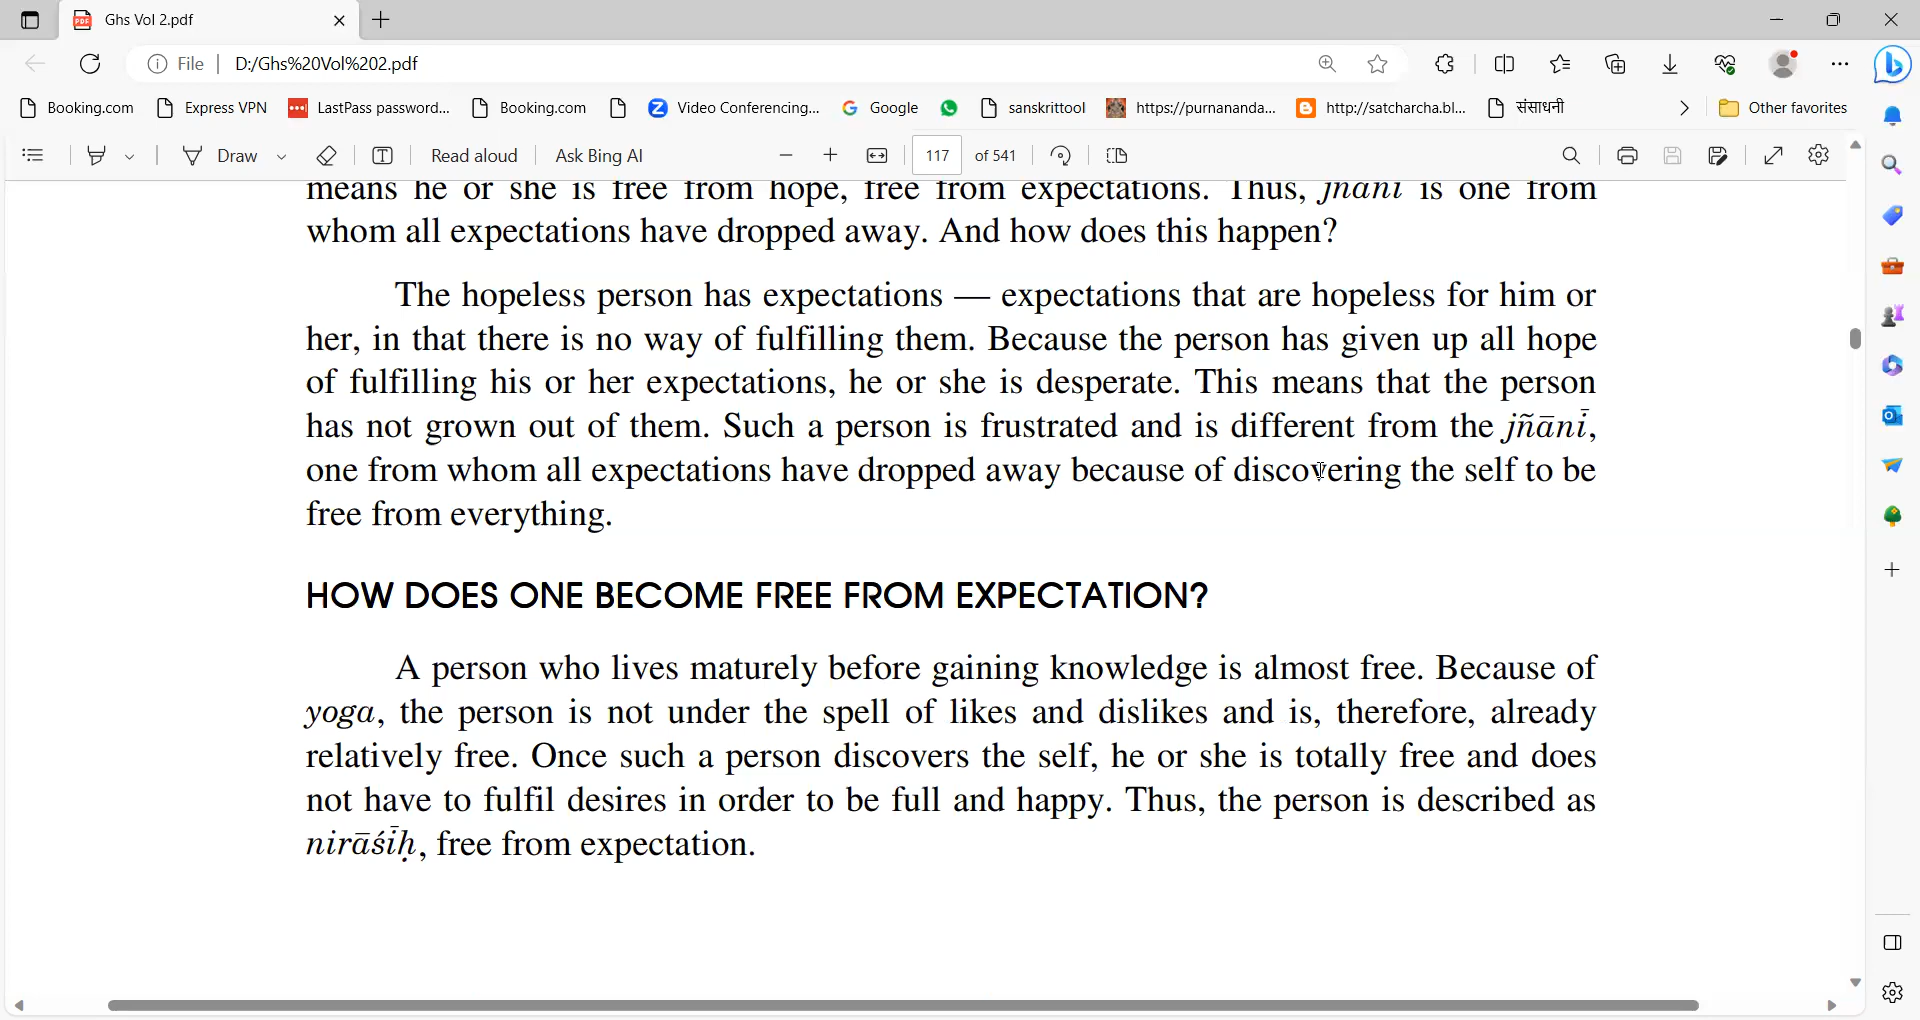 Ghs Vol 2.pdf
File | D:/Ghs%20Vol%202.pdf
Booking.com Express VPN LastPass password... Booking.com Video Conferencing... Google sanskrittool https://purnananda... http://satcharcha.bl... संसाधनी Other favorites
Draw Read aloud Ask Bing AI 117 of 541
means he or she is free from hope, free from expectations. Thus, jñānī is one from
whom all expectations have dropped away. And how does this happen?
The hopeless person has expectations — expectations that are hopeless for him or
her, in that there is no way of fulfilling them. Because the person has given up all hope
of fulfilling his or her expectations, he or she is desperate. This means that the person
has not grown out of them. Such a person is frustrated and is different from the jñānī,
one from whom all expectations have dropped away because of discovering the self to be
free from everything.
HOW DOES ONE BECOME FREE FROM EXPECTATION?
A person who lives maturely before gaining knowledge is almost free. Because of
yoga, the person is not under the spell of likes and dislikes and is, therefore, already
relatively free. Once such a person discovers the self, he or she is totally free and does
not have to fulfil desires in order to be full and happy. Thus, the person is described as
nirāśīḥ, free from expectation.